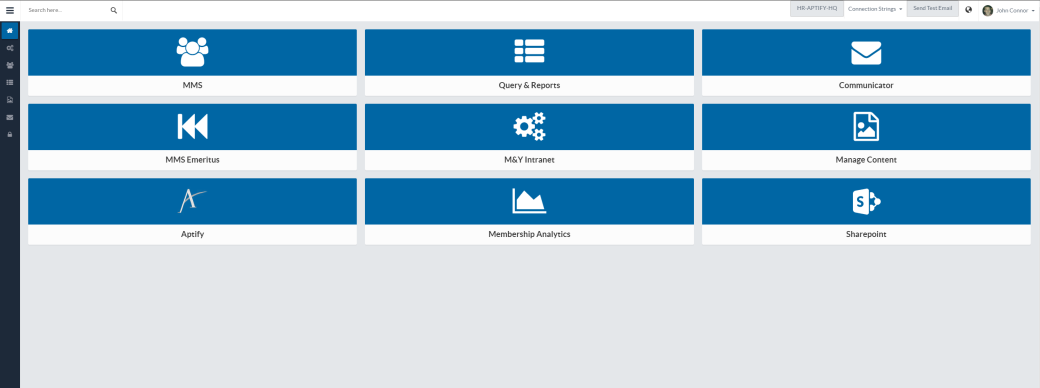 Search here...
HR-APTIFY-HQ
Connection Strings
Send Test Email
John Connor
MMS
Query & Reports
Communicator
MMS Emeritus
M&Y Intranet
Manage Content
Aptify
Membership Analytics
Sharepoint